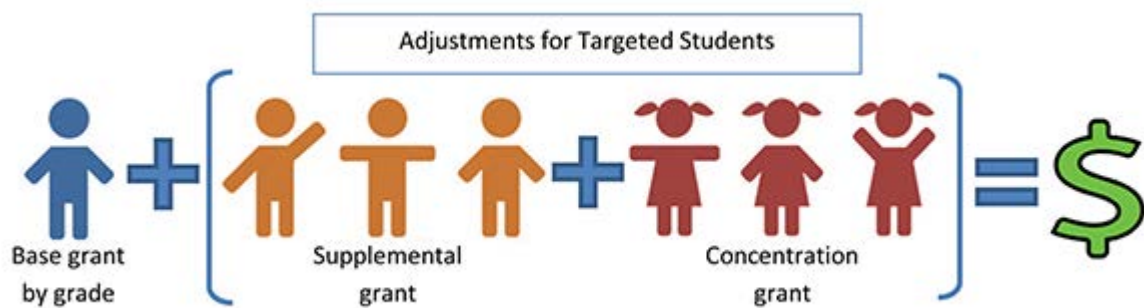 Adjustments for Targeted Students
Base grant
by grade
Supplemental
grant
Concentration
grant